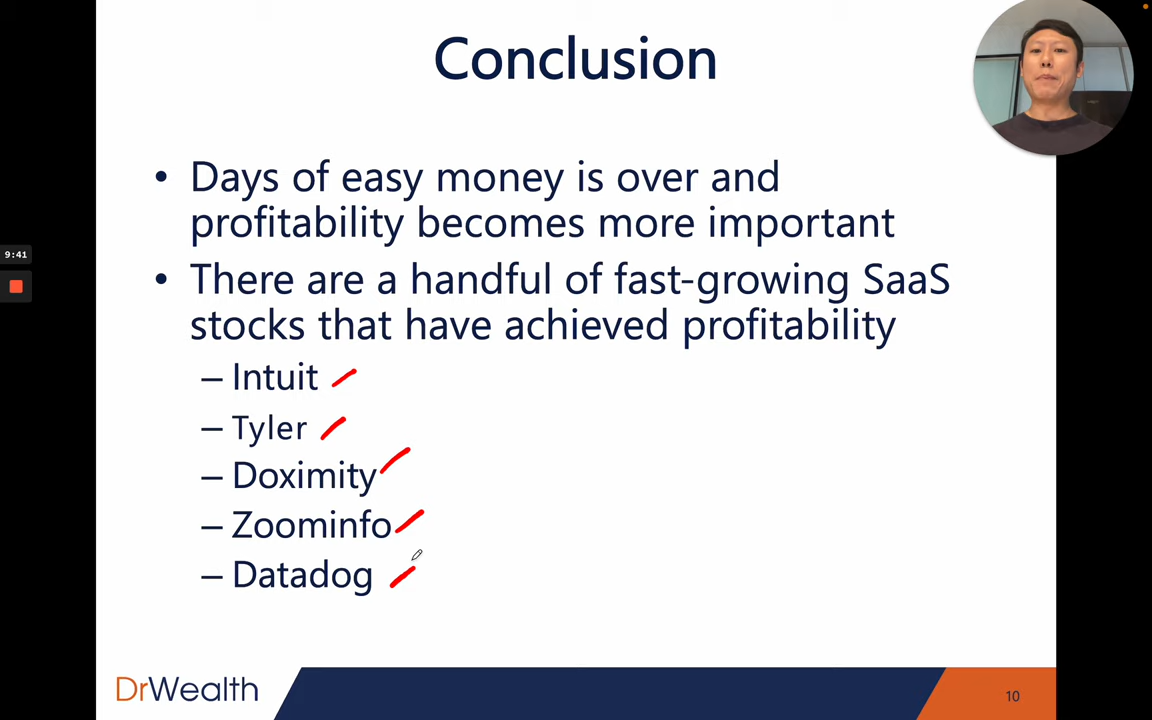 Conclusion
• Days of easy money is over and
profitability becomes more important
• There are a handful of fast-growing SaaS
stocks that have achieved profitability
– Intuit
– Tyler
– Doximity
– Zoominfo
– Datadog
9:41
DrWealth
10